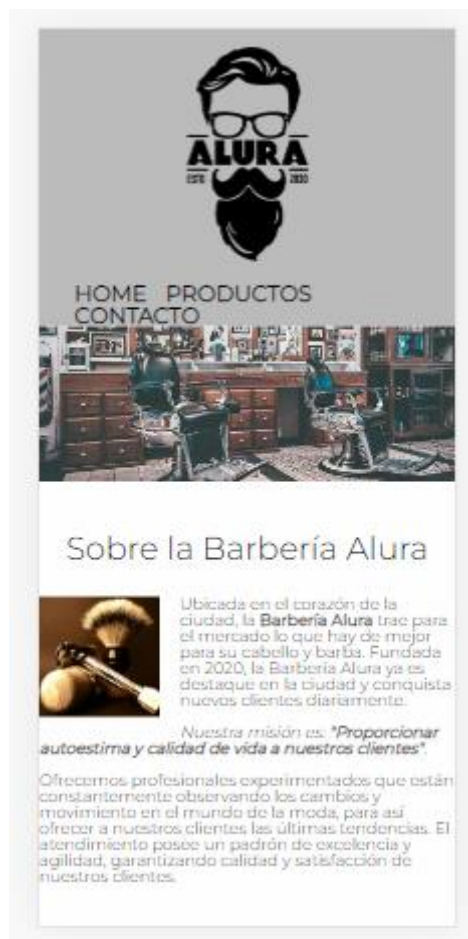 ALURA
ESTD 2020
HOME PRODUCTOS
CONTACTO
Sobre la Barbería Alura
Ubicada en el corazón de la
ciudad, la Barbería Alura trae para
el mercado lo que hay de mejor
para su cabello y barba. Fundada
en 2020, la Barbería Alura ya es
destaque en la ciudad y conquista
nuevos clientes diariamente.
Nuestra misión es: "Proporcionar
autoestima y calidad de vida a nuestros clientes".
Ofrecemos profesionales experimentados que están
constantemente observando los cambios y
movimiento en el mundo de la moda, para así
ofrecer a nuestros clientes las últimas tendencias. El
atendimiento posee un padrón de excelencia y
agilidad, garantizando calidad y satisfacción de
nuestros clientes.